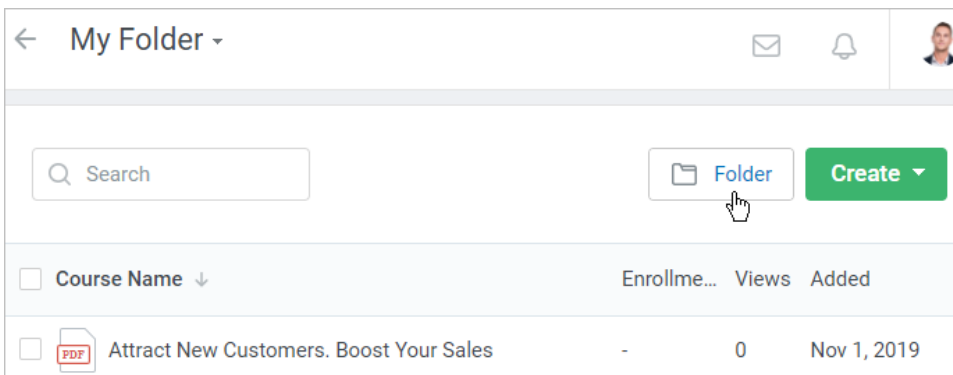 My Folder
Search
Folder
Create
Course Name
Enrollme...
Views
Added
PDF
Attract New Customers. Boost Your Sales
-
0
Nov 1, 2019